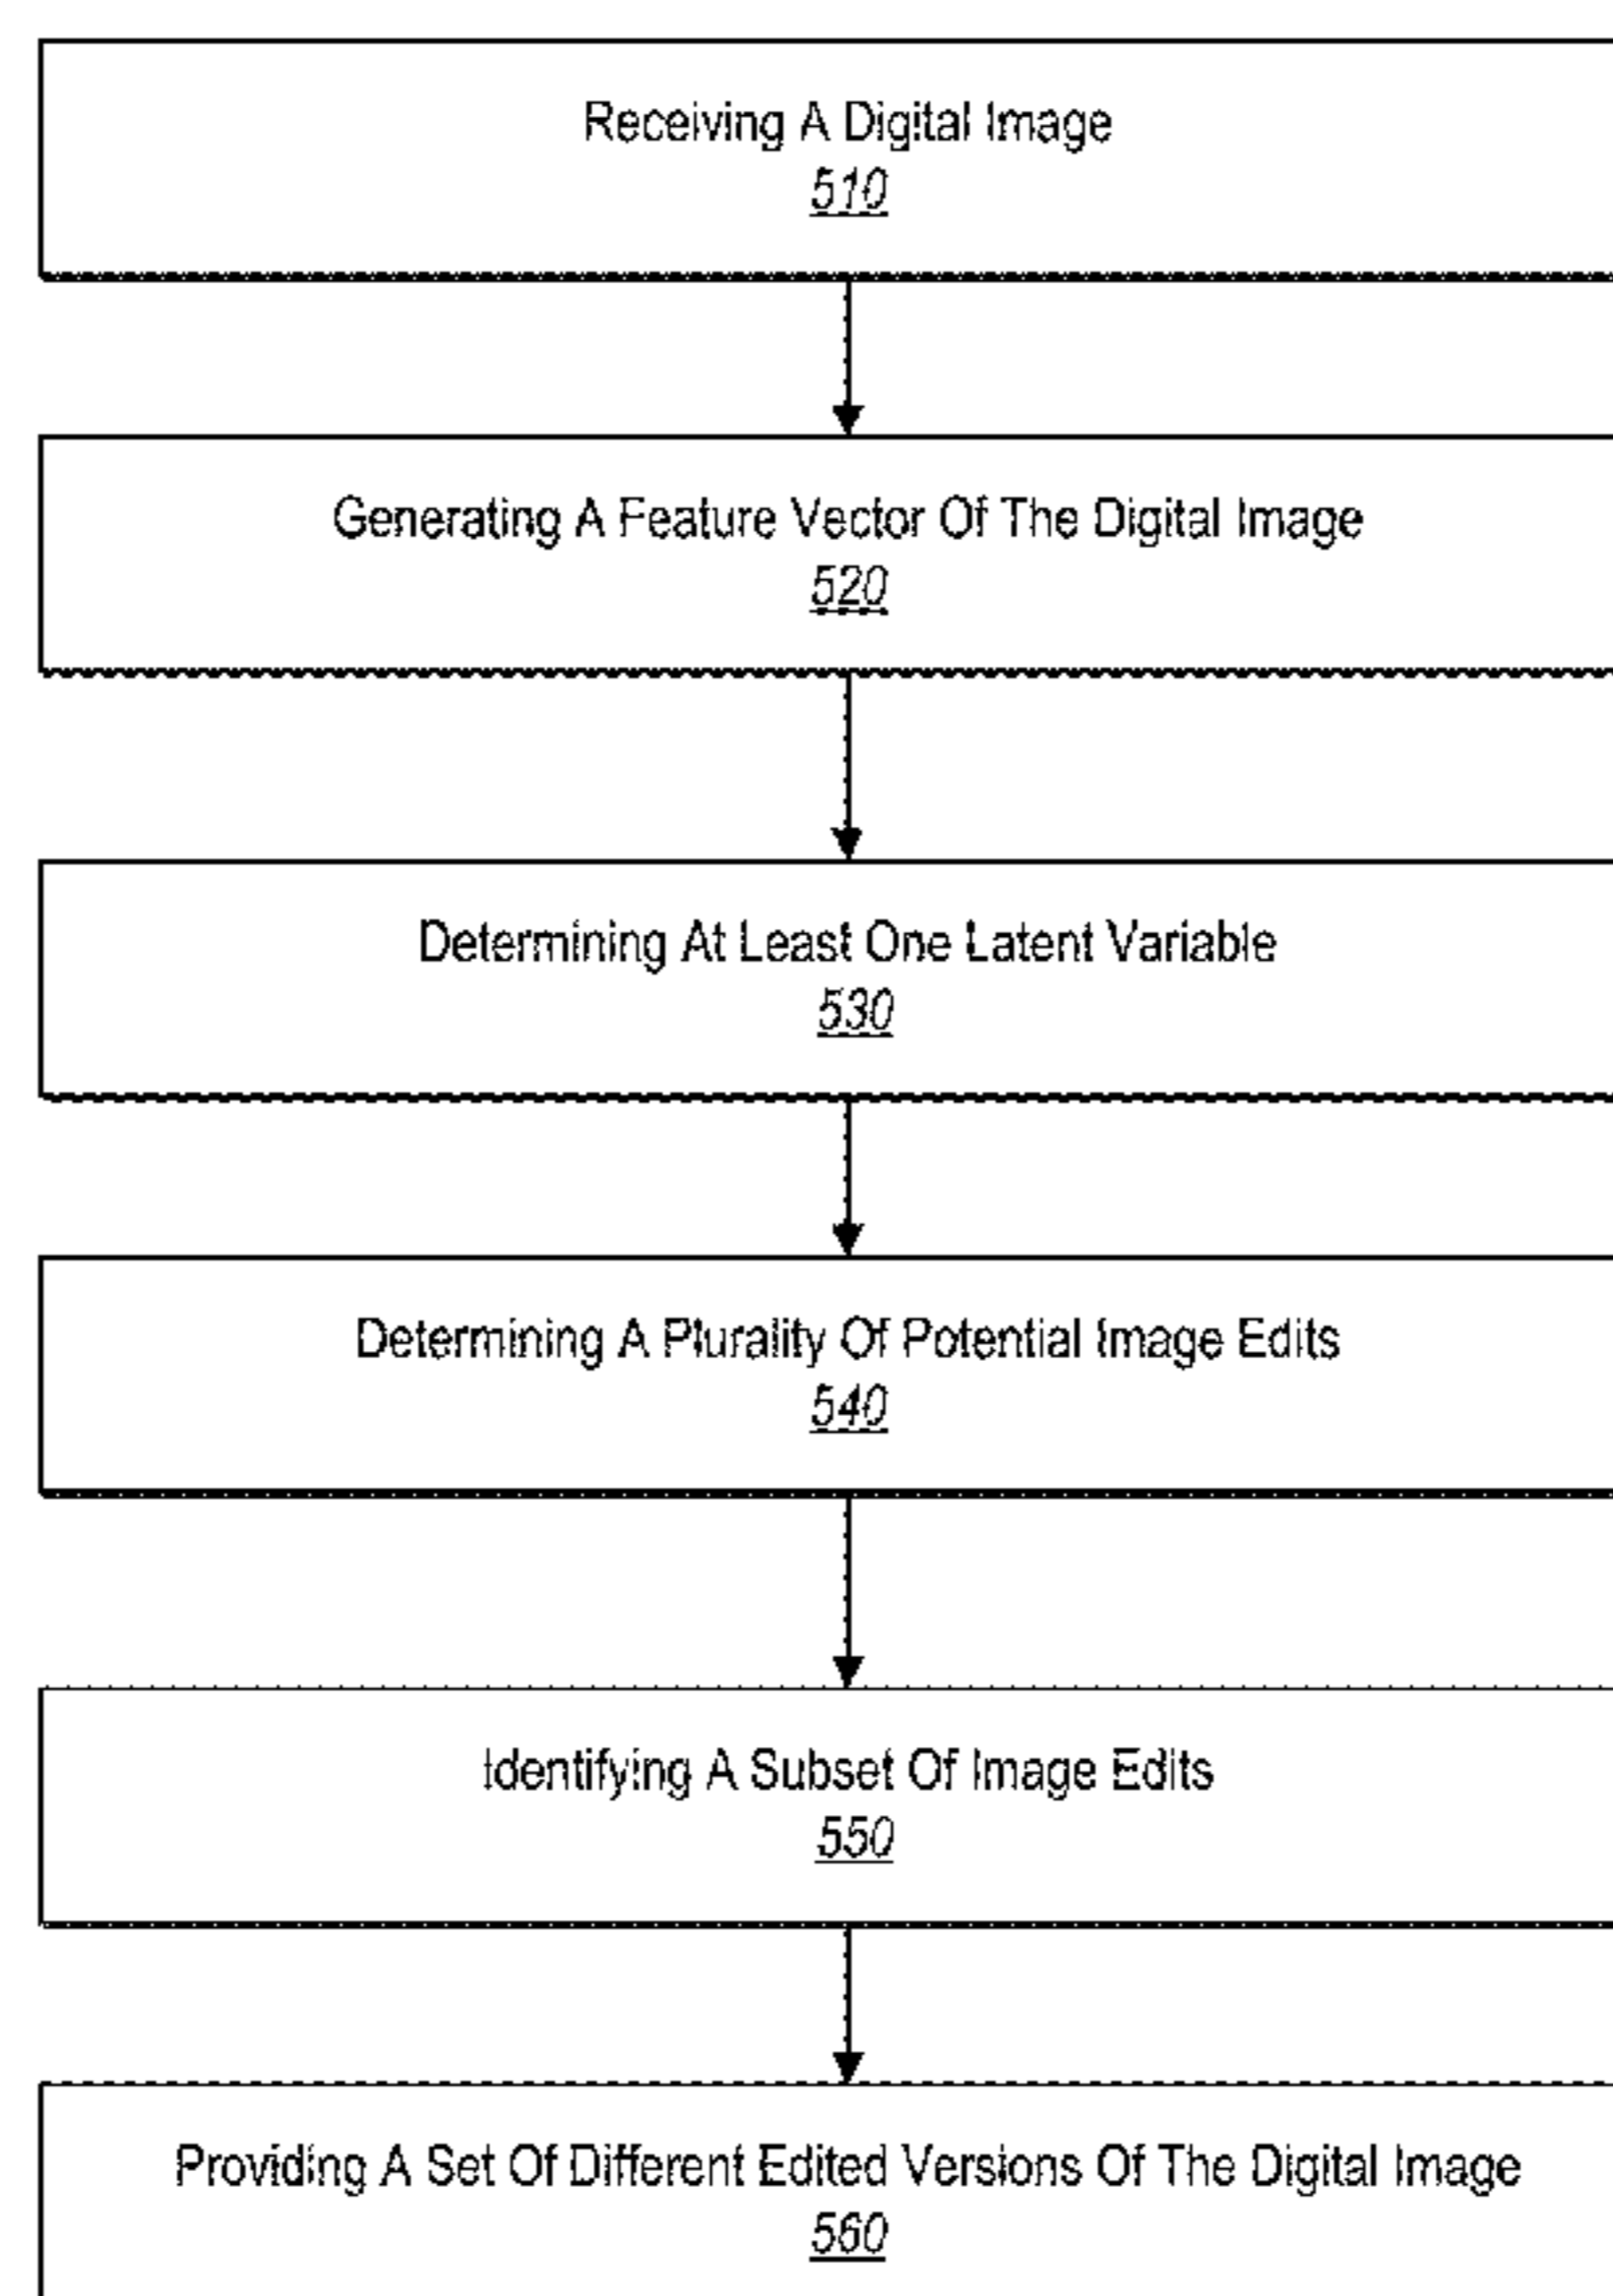 Receiving A Digital Image
510
Generating A Feature Vector Of The Digital Image
520
Determining At Least One Latent Variable
530
Determining A Plurality Of Potential Image Edits
540
Identifying A Subset Of Image Edits
550
Providing A Set Of Different Edited Versions Of The Digital Image
560